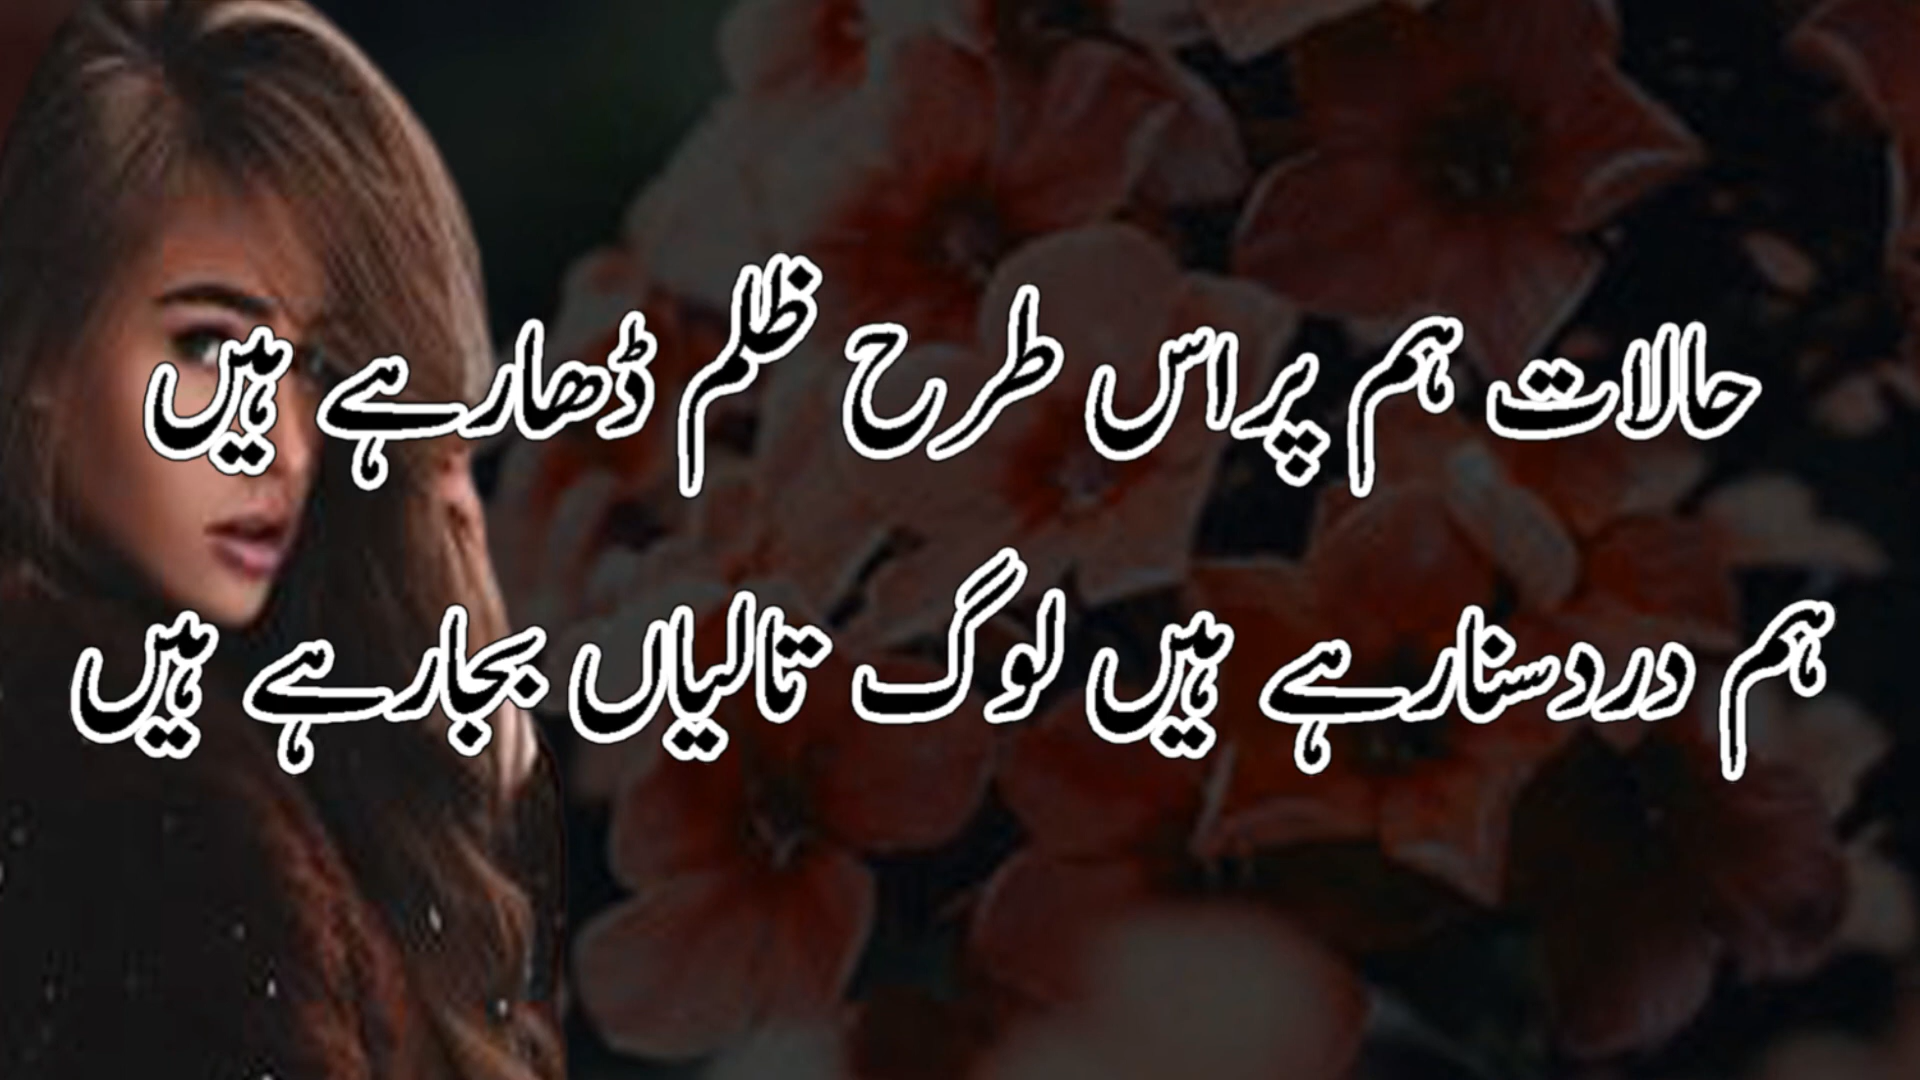 حالات ہم پر اس طرح ظلم ڈھا رہے ہیں
ہم درد سنا رہے ہیں لوگ تالیاں بجا رہے ہیں